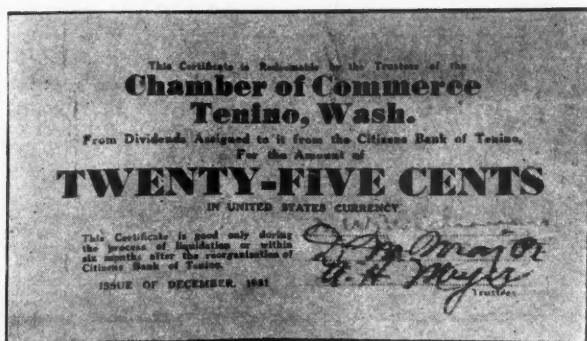 This Certificate is Redeemable by the Trustees of the
Chamber of Commerce
Tenino, Wash.
From Dividends Assigned to it from the Citizens Bank of Tenino,
For the Amount of
TWENTY-FIVE CENTS
IN UNITED STATES CURRENCY
This Certificate is good only during
the process of liquidation or within
six months after the reorganization of
Citizens Bank of Tenino.
ISSUE OF DECEMBER, 1931
D. M. Major
A. H. Meyer
Trustees